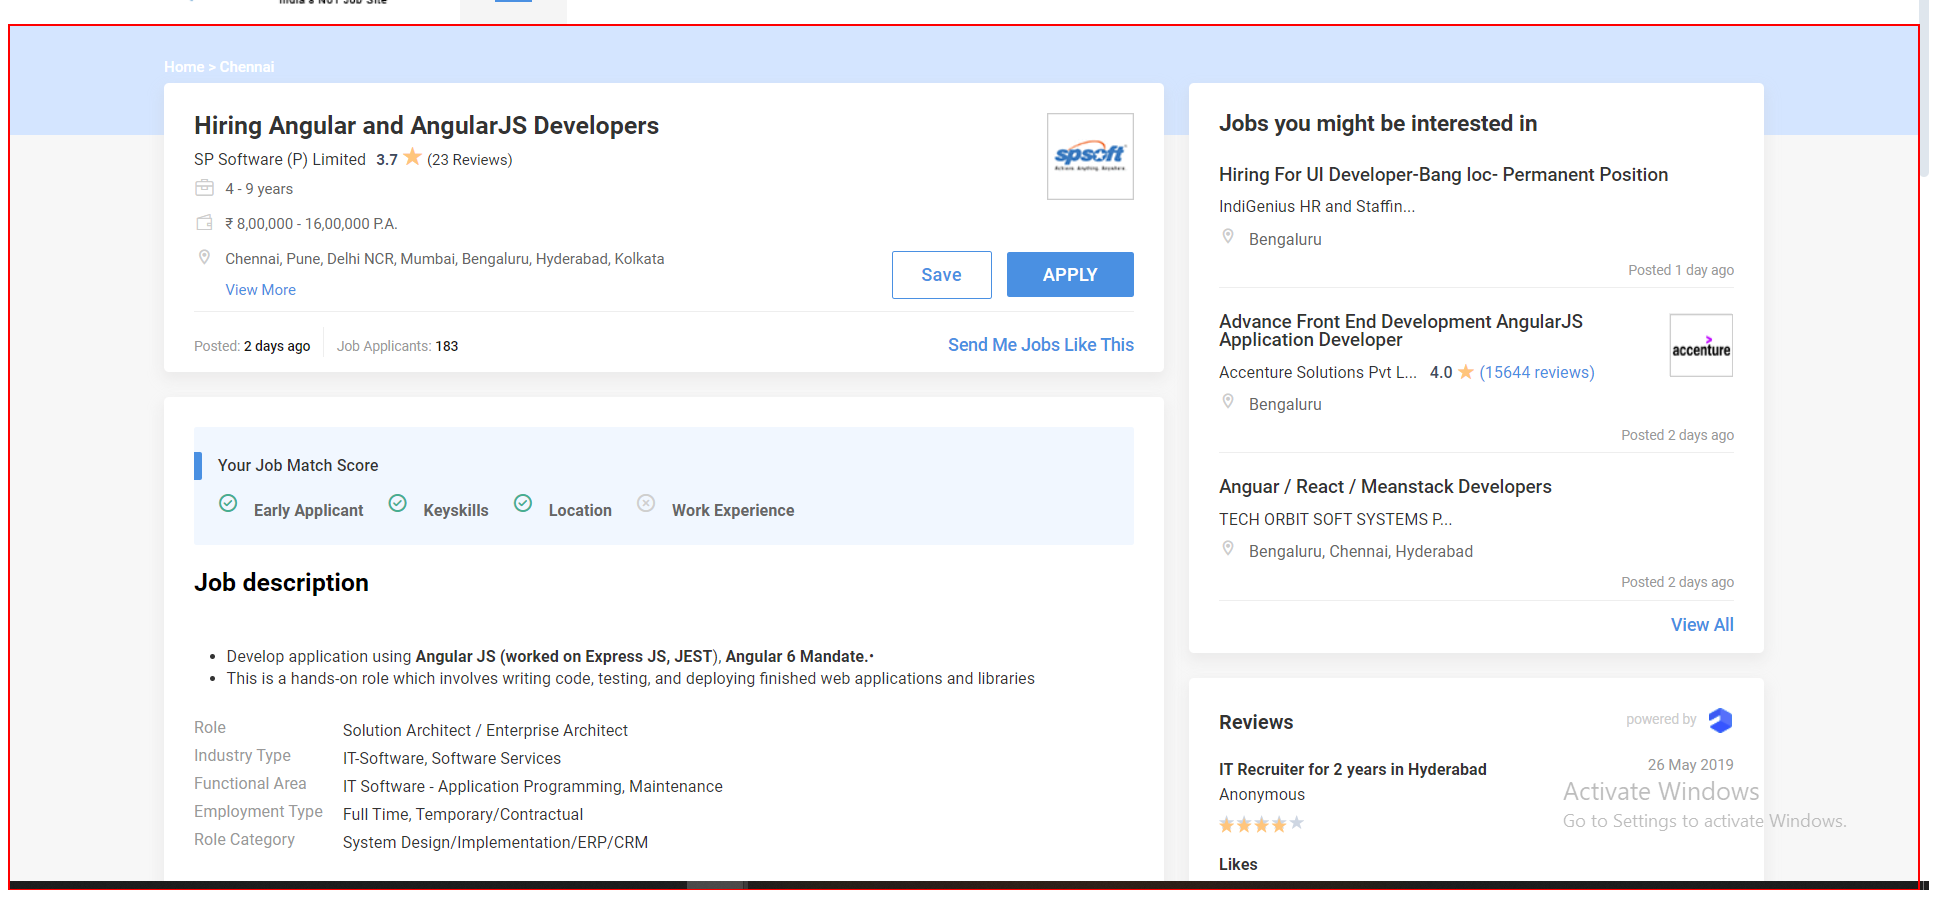 India's No1 Job Site
Home > Chennai
Hiring Angular and AngularJS Developers
SP Software (P) Limited 3.7 (23 Reviews)
4 - 9 years
₹ 8,00,000 - 16,00,000 P.A.
Chennai, Pune, Delhi NCR, Mumbai, Bengaluru, Hyderabad, Kolkata
View More
spsoft
Achieve. Anything. Anywhere.
Save
APPLY
Posted: 2 days ago
Job Applicants: 183
Send Me Jobs Like This
Your Job Match Score
Early Applicant Keyskills Location Work Experience
Job description
• Develop application using Angular JS (worked on Express JS, JEST), Angular 6 Mandate.•
• This is a hands-on role which involves writing code, testing, and deploying finished web applications and libraries
Role Solution Architect / Enterprise Architect
Industry Type IT-Software, Software Services
Functional Area IT Software - Application Programming, Maintenance
Employment Type Full Time, Temporary/Contractual
Role Category System Design/Implementation/ERP/CRM
Jobs you might be interested in
Hiring For UI Developer-Bang loc- Permanent Position
IndiGenius HR and Staffin...
Bengaluru
Posted 1 day ago
Advance Front End Development AngularJS
Application Developer
Accenture Solutions Pvt L... 4.0 (15644 reviews)
accenture
Bengaluru
Posted 2 days ago
Anguar / React / Meanstack Developers
TECH ORBIT SOFT SYSTEMS P...
Bengaluru, Chennai, Hyderabad
Posted 2 days ago
View All
Reviews
powered by
IT Recruiter for 2 years in Hyderabad
26 May 2019
Anonymous
Likes
Activate Windows
Go to Settings to activate Windows.